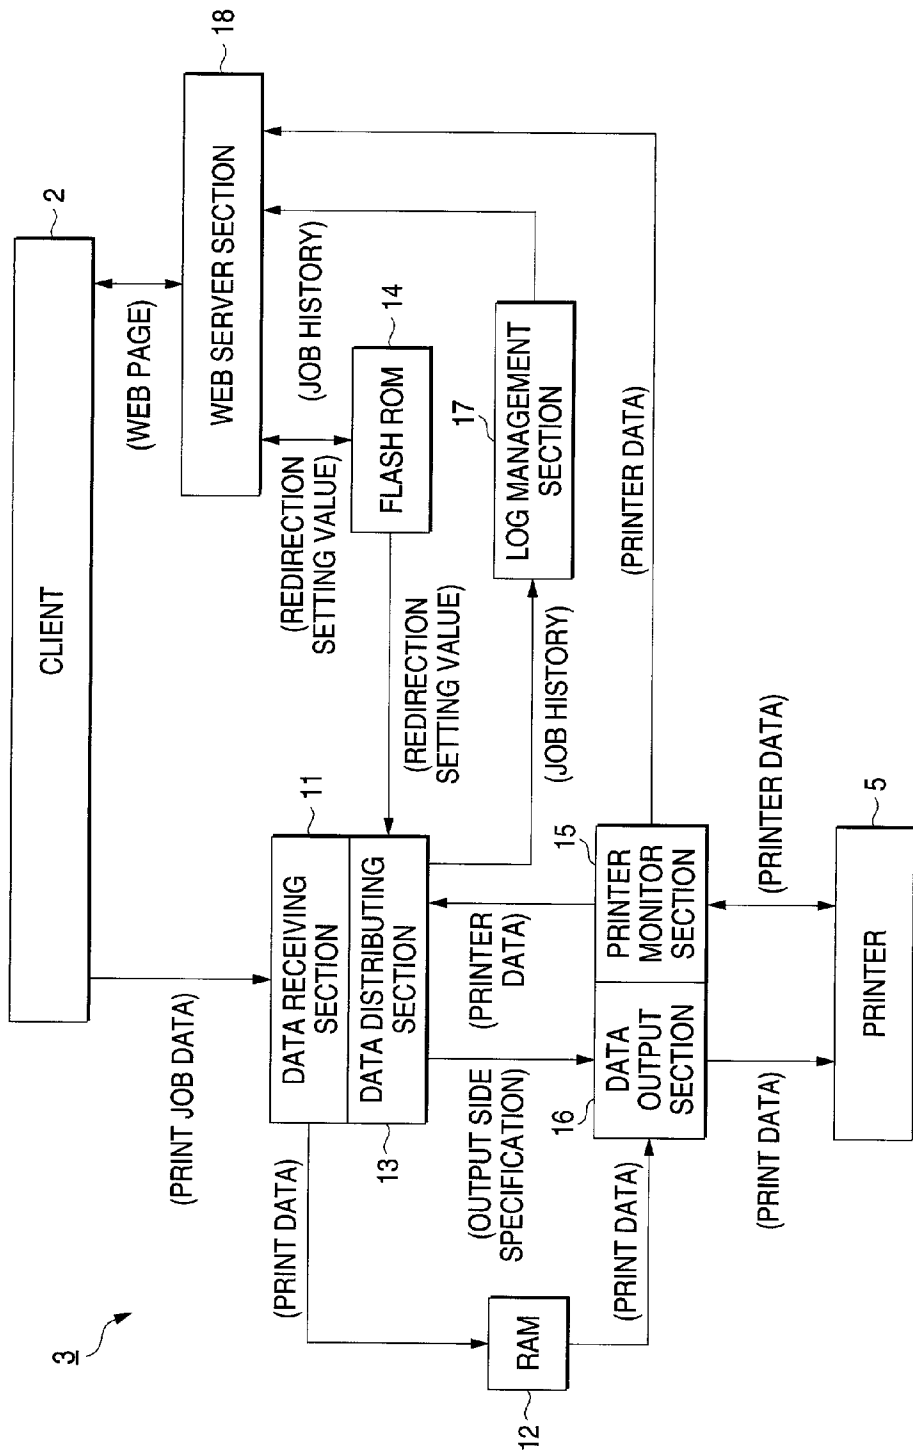 3
CLIENT
2
(PRINT JOB DATA)
(WEB PAGE)
WEB SERVER SECTION
18
DATA RECEIVING
SECTION
11
DATA DISTRIBUTING
SECTION
13
(REDIRECTION
SETTING VALUE)
(JOB HISTORY)
FLASH ROM
14
(REDIRECTION
SETTING VALUE)
(PRINT DATA)
RAM
12
(OUTPUT SIDE
SPECIFICATION)
(PRINTER
DATA)
(JOB HISTORY)
17
LOG MANAGEMENT
SECTION
(PRINT DATA)
16
DATA
OUTPUT
SECTION
15
PRINTER
MONITOR
SECTION
(PRINTER DATA)
(PRINT DATA)
(PRINTER DATA)
PRINTER
5